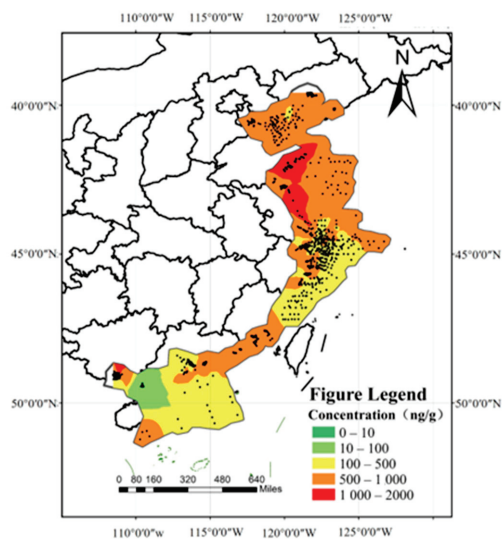 110°0'0"W 115°0'0"W 120°0'0"W 125°0'0"W
N
40°0'0"N 40°0'0"N
45°0'0"N 45°0'0"N
50°0'0"N 50°0'0"N
Figure Legend
Concentration（ng/g）
0 – 10
10 – 100
100 – 500
500 – 1 000
1 000 – 2000
0 80 160 320 480 640
Miles
110°0'0"W 115°0'0"W 120°0'0"W 125°0'0"W